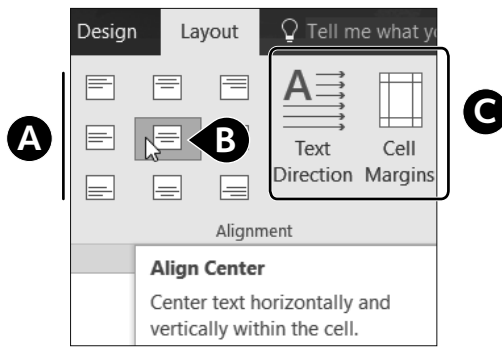 Design Layout Tell me what yo
A
B
C
A
Text Direction
Cell Margins
Alignment
Align Center
Center text horizontally and
vertically within the cell.